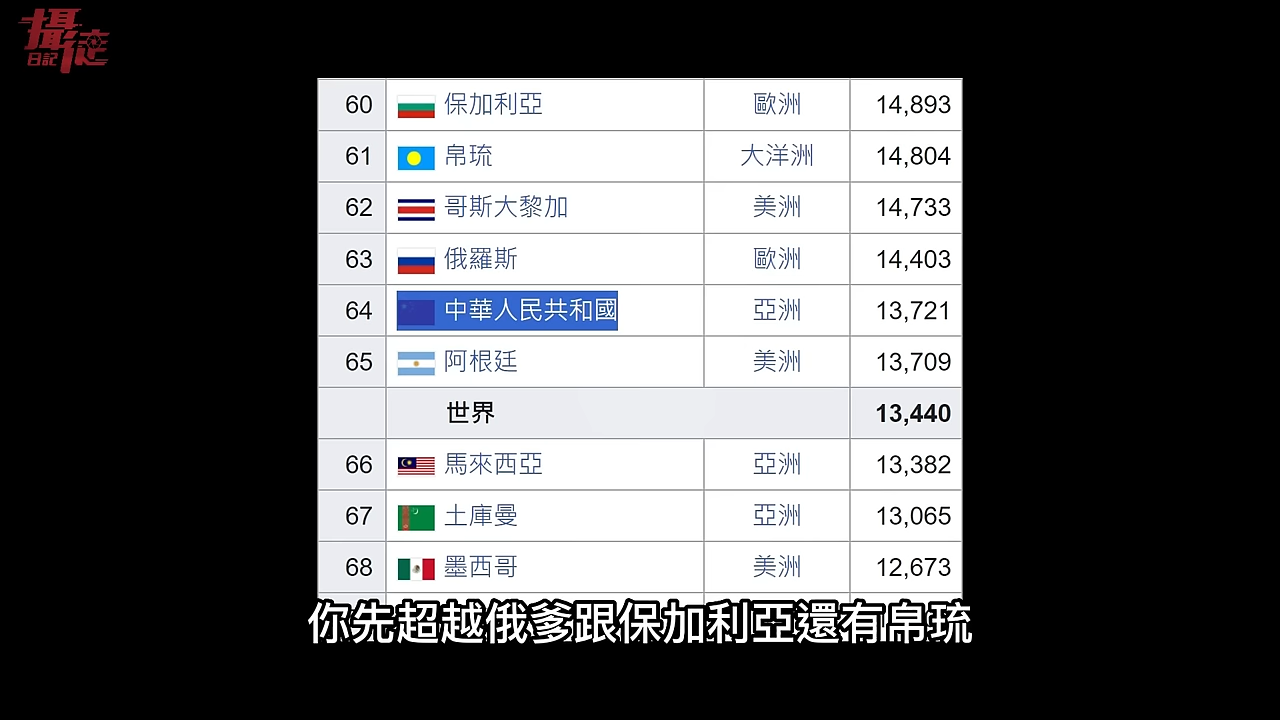 攝徒
日記
60 保加利亞 歐洲 14,893
61 帛琉 大洋洲 14,804
62 哥斯大黎加 美洲 14,733
63 俄羅斯 歐洲 14,403
64 中華人民共和國 亞洲 13,721
65 阿根廷 美洲 13,709
世界 13,440
66 馬來西亞 亞洲 13,382
67 土庫曼 亞洲 13,065
68 墨西哥 美洲 12,673
你先超越俄爹跟保加利亞還有帛琉